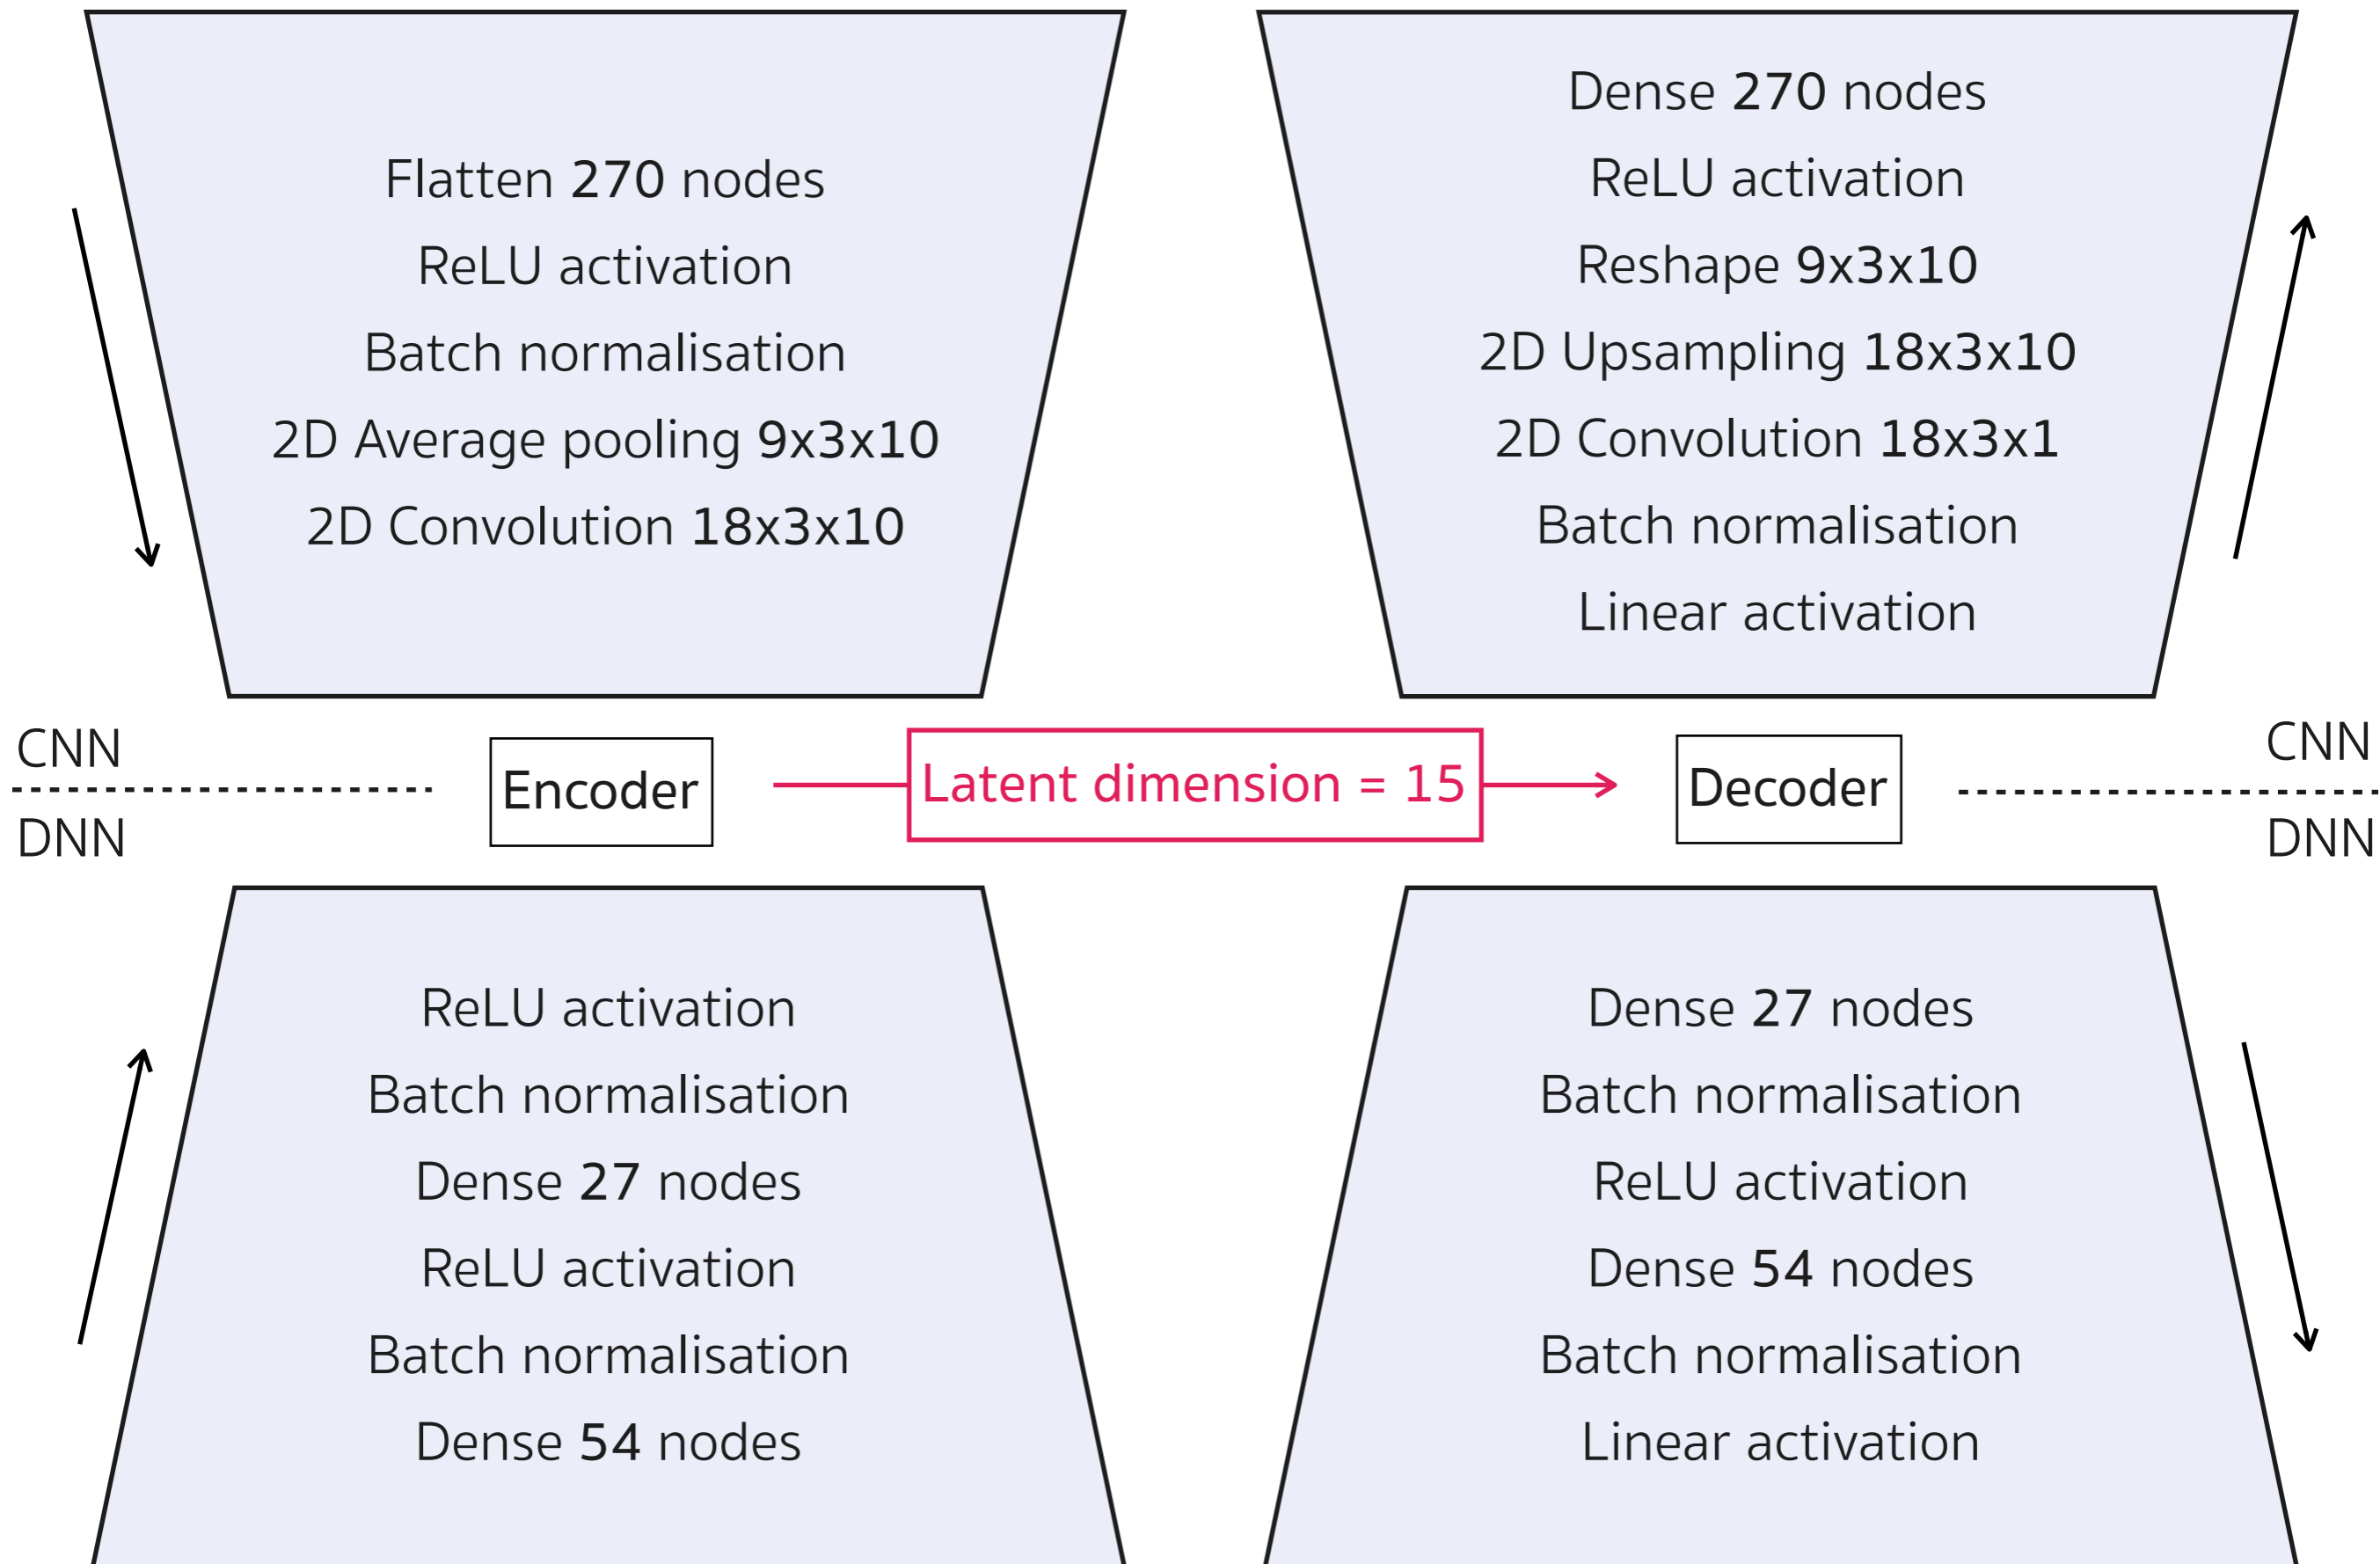 Flatten 270 nodes
ReLU activation
Batch normalisation
2D Average pooling 9x3x10
2D Convolution 18x3x10
Dense 270 nodes
ReLU activation
Reshape 9x3x10
2D Upsampling 18x3x10
2D Convolution 18x3x1
Batch normalisation
Linear activation
CNN
DNN
Encoder
Latent dimension = 15
Decoder
CNN
DNN
ReLU activation
Batch normalisation
Dense 27 nodes
ReLU activation
Batch normalisation
Dense 54 nodes
Dense 27 nodes
Batch normalisation
ReLU activation
Dense 54 nodes
Batch normalisation
Linear activation